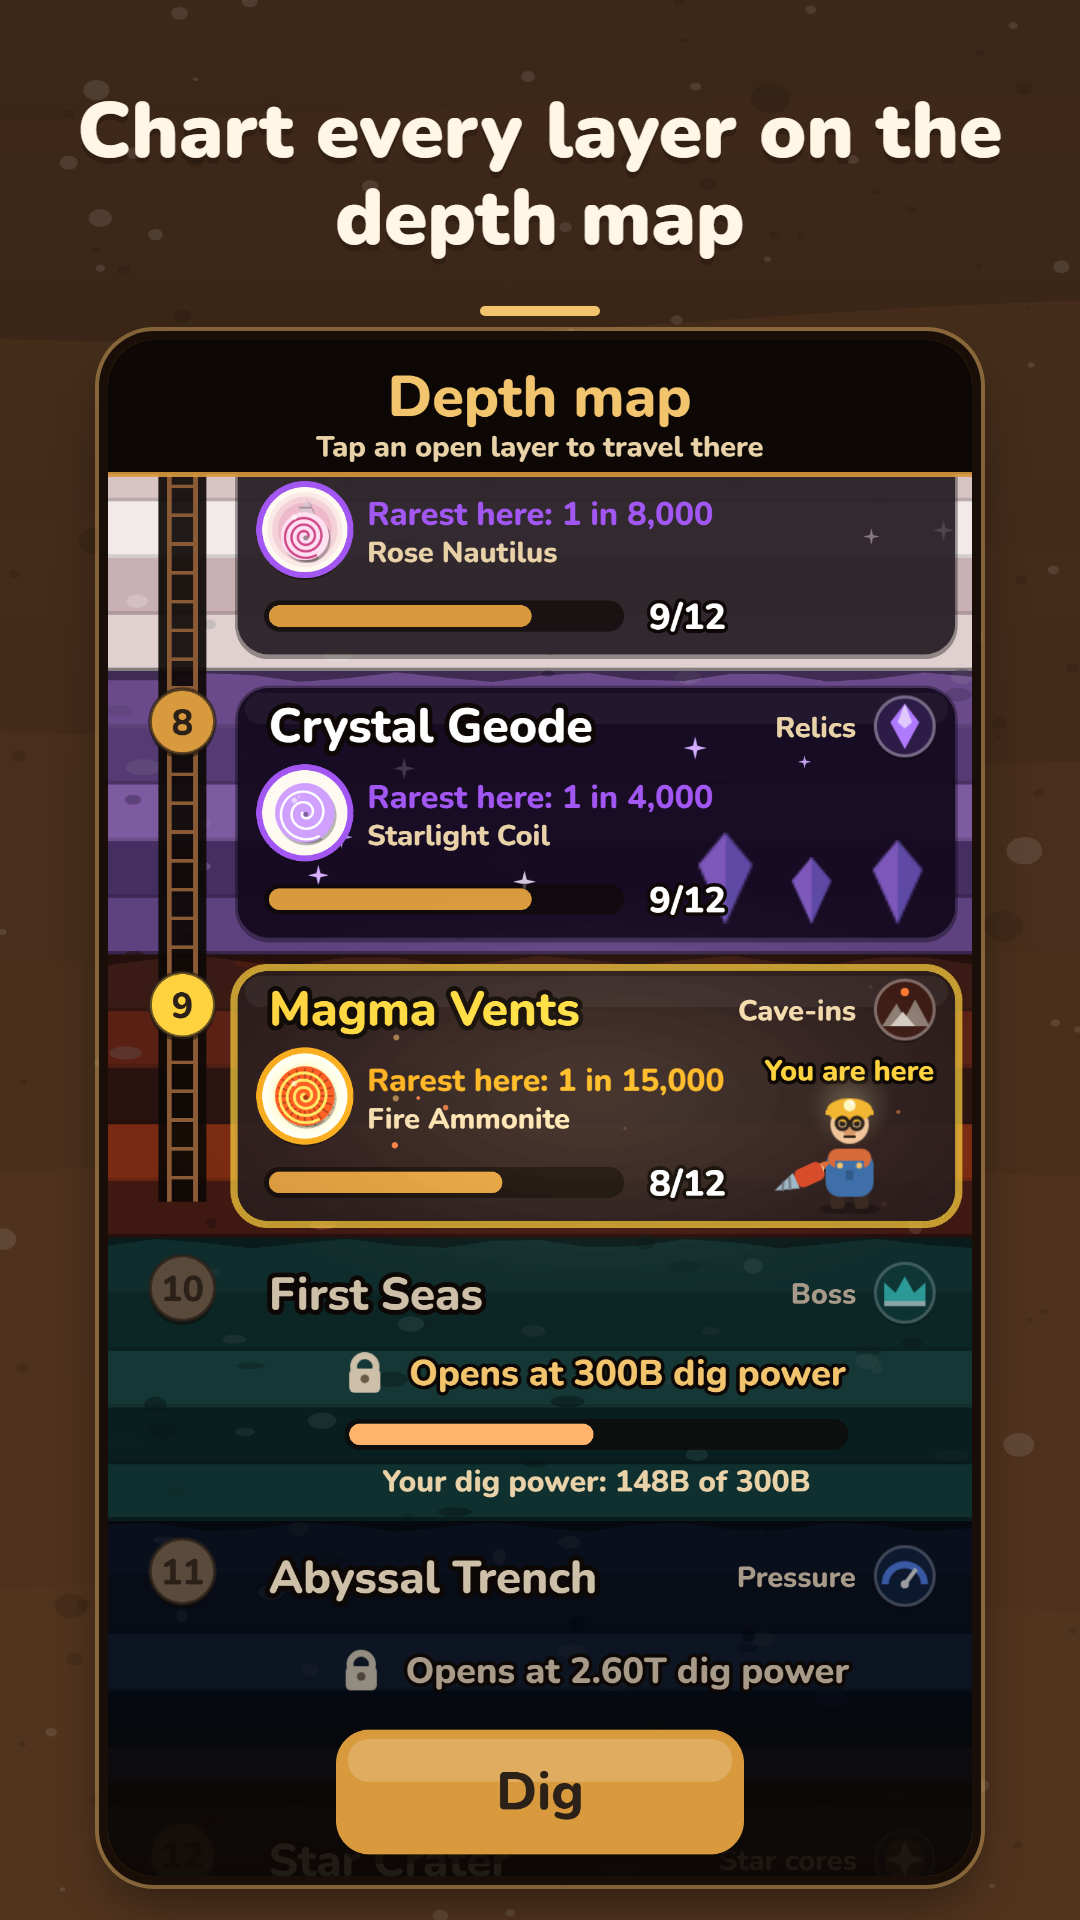 Chart every layer on the
depth map
Depth map
Tap an open layer to travel there
Rarest here: 1 in 8,000
Rose Nautilus
9/12
8
Crystal Geode
Relics
Rarest here: 1 in 4,000
Starlight Coil
9/12
9
Magma Vents
Cave-ins
You are here
Rarest here: 1 in 15,000
Fire Ammonite
8/12
10
First Seas
Boss
Opens at 300B dig power
Your dig power: 148B of 300B
11
Abyssal Trench
Pressure
Opens at 2.60T dig power
Dig
12
Star Crater
Star cores